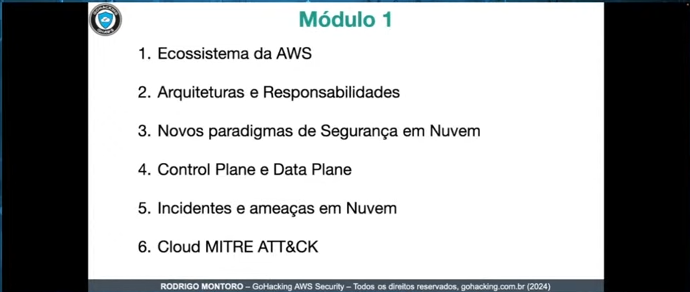 GOHACKING
Módulo 1
1. Ecossistema da AWS
2. Arquiteturas e Responsabilidades
3. Novos paradigmas de Segurança em Nuvem
4. Control Plane e Data Plane
5. Incidentes e ameaças em Nuvem
6. Cloud MITRE ATT&CK
RODRIGO MONTORO – GoHacking AWS Security – Todos os direitos reservados, gohacking.com.br (2024)